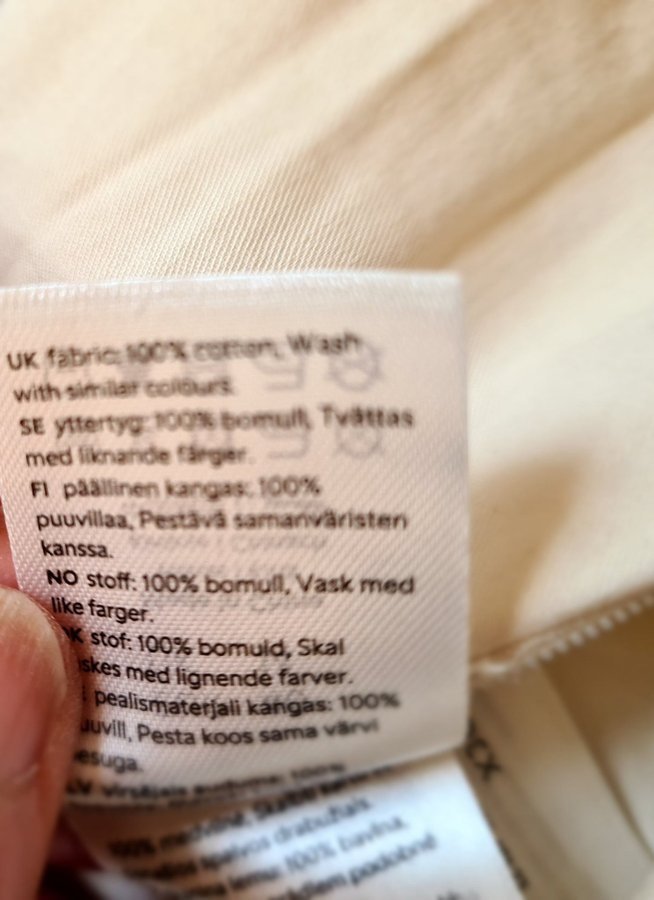 UK fabric: 100% cotton, Wash
with similar colours.
SE yttertyg: 100% bomull, Tvättas
med liknande färger.
FI päällinen kangas: 100%
puuvillaa, Pestävä samanväristen
kanssa.
NO stoff: 100% bomull, Vask med
like farger.
stof: 100% bomuld, Skal
med lignende farver.
pealismaterjali kangas: 100%
Pesta koos sama värvi
100%
100%